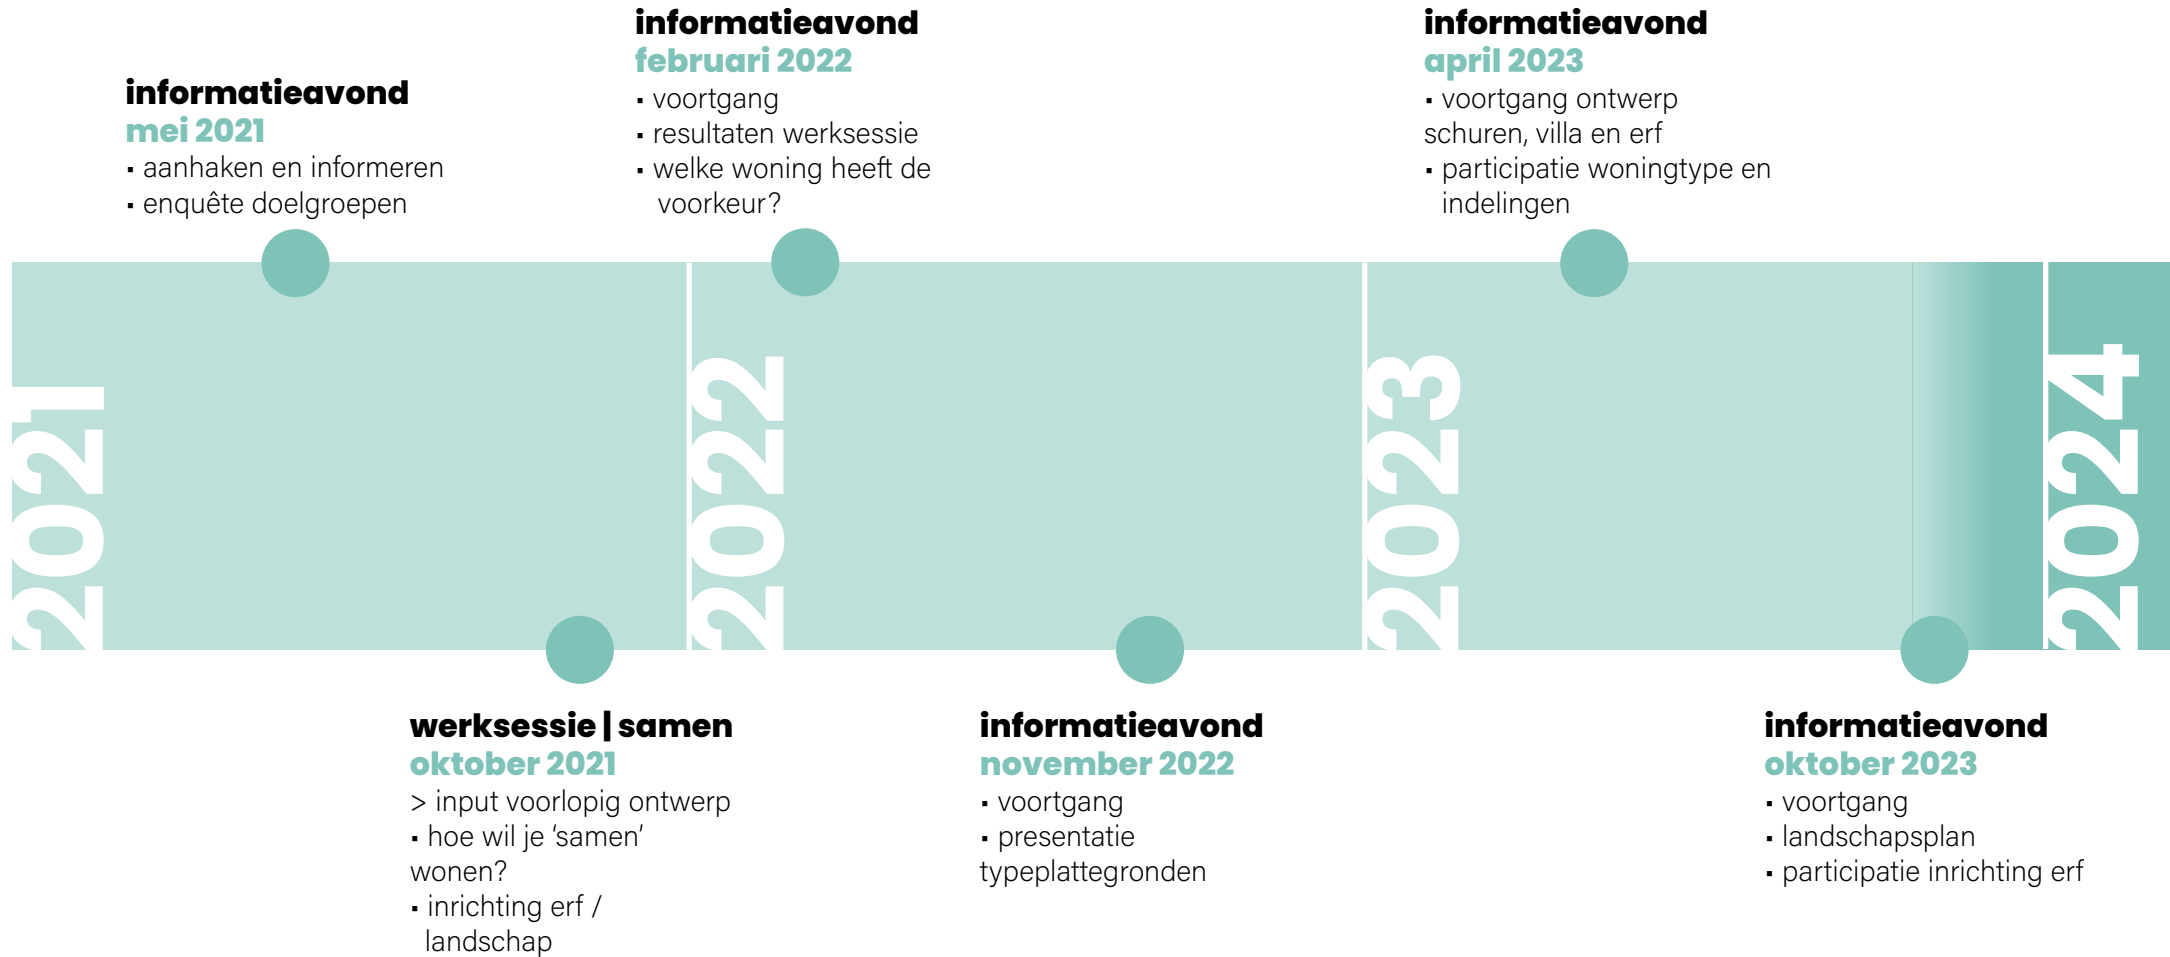 informatieavond
mei 2021
• aanhaken en informeren
• enquête doelgroepen
informatieavond
februari 2022
• voortgang
• resultaten werksessie
• welke woning heeft de
voorkeur?
informatieavond
april 2023
• voortgang ontwerp
schuren, villa en erf
• participatie woningtype en
indelingen
2021
2022
2023
2024
werksessie | samen
oktober 2021
> input voorlopig ontwerp
• hoe wil je ‘samen’
wonen?
• inrichting erf /
landschap
informatieavond
november 2022
• voortgang
• presentatie
typeplattegronden
informatieavond
oktober 2023
• voortgang
• landschapsplan
• participatie inrichting erf